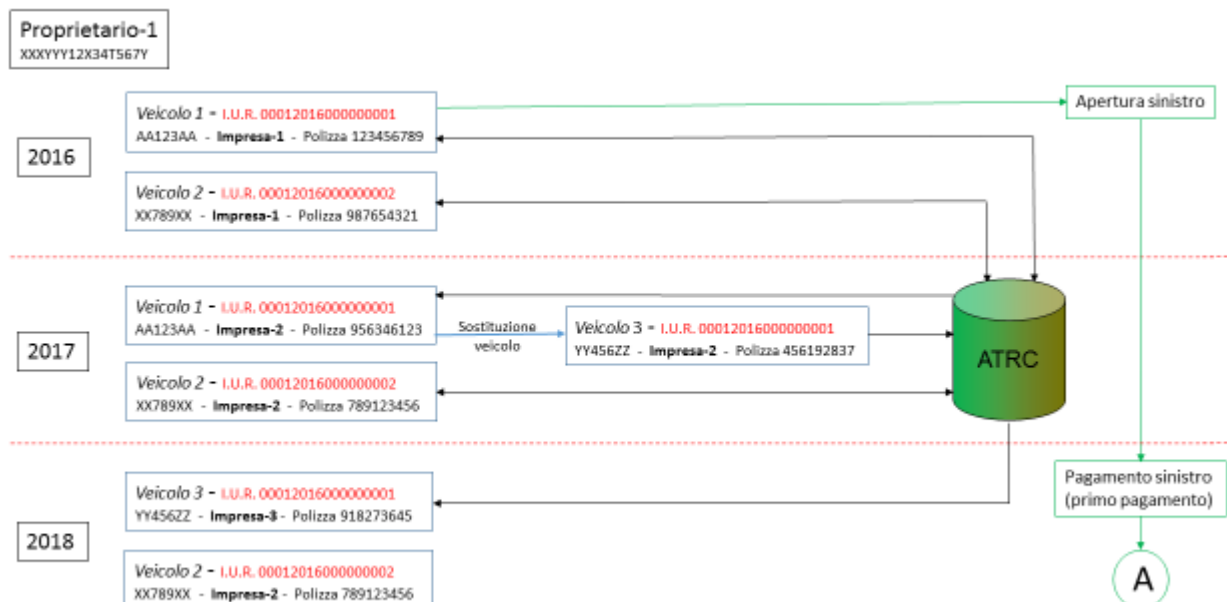 Proprietario-1
XXXYYY12X34T567Y
Veicolo 1 - I.U.R. 00012016000000001
AA123AA - Impresa-1 - Polizza 123456789
Apertura sinistro
2016
Veicolo 2 - I.U.R. 00012016000000002
XX789XX - Impresa-1 - Polizza 987654321
Veicolo 1 - I.U.R. 00012016000000001
AA123AA - Impresa-2 - Polizza 956346123
Sostituzione
veicolo
Veicolo 3 - I.U.R. 00012016000000001
YY456ZZ - Impresa-2 - Polizza 456192837
2017
ATRC
Veicolo 2 - I.U.R. 00012016000000002
XX789XX - Impresa-2 - Polizza 789123456
Veicolo 3 - I.U.R. 00012016000000001
YY456ZZ - Impresa-3 - Polizza 918273645
Pagamento sinistro
(primo pagamento)
2018
Veicolo 2 - I.U.R. 00012016000000002
XX789XX - Impresa-2 - Polizza 789123456
A